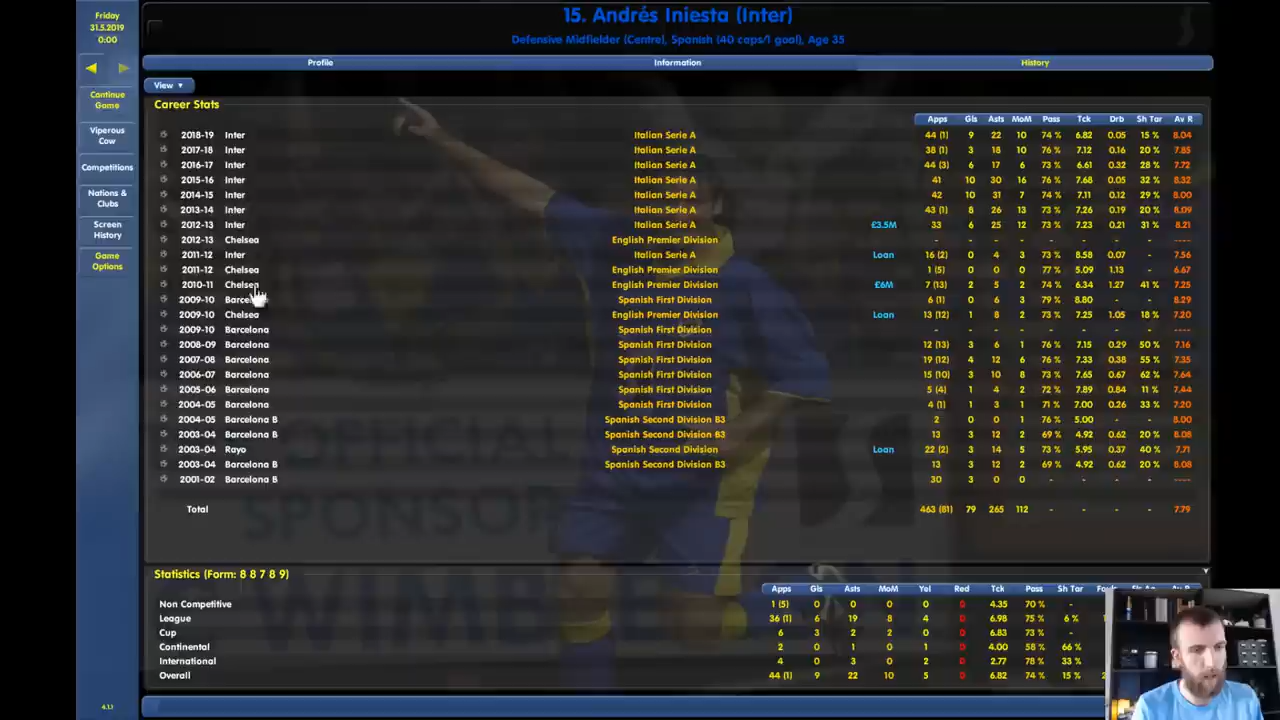 Friday
31.5.2019
0:00
Continue
Game
Viperous
Cow
Competitions
Nations &
Clubs
Screen
History
Game
Options
4.1.1
15. Andrés Iniesta (Inter)
Defensive Midfielder (Centre), Spanish (40 caps/1 goal), Age 35
Profile Information History
View
Career Stats
Apps Gls Asts MoM Pass Tck Drb Sh Tar Av R
2018-19 Inter Italian Serie A 44 (1) 9 22 10 74 % 6.82 0.05 15 % 8.04
2017-18 Inter Italian Serie A 38 (1) 3 18 10 76 % 7.12 0.16 20 % 7.85
2016-17 Inter Italian Serie A 44 (3) 6 17 6 73 % 6.61 0.32 28 % 7.72
2015-16 Inter Italian Serie A 41 10 30 16 76 % 7.68 0.05 32 % 8.32
2014-15 Inter Italian Serie A 42 10 31 7 74 % 7.11 0.12 29 % 8.00
2013-14 Inter Italian Serie A 43 (1) 8 26 13 73 % 7.26 0.19 20 % 8.09
2012-13 Inter Italian Serie A £3.5M 33 6 25 12 73 % 7.23 0.21 31 % 8.21
2012-13 Chelsea English Premier Division - - - - - - - - ----
2011-12 Inter Italian Serie A Loan 16 (2) 0 4 3 73 % 8.58 0.07 - 7.56
2011-12 Chelsea English Premier Division 1 (5) 0 0 0 77 % 5.09 1.13 - 6.67
2010-11 Chelsea English Premier Division £6M 7 (13) 2 5 2 74 % 6.34 1.27 41 % 7.25
2009-10 Spanish First Division 6 (1) 0 6 3 79 % 8.80 - - 8.29
2009-10 Chelsea English Premier Division Loan 13 (12) 1 8 2 73 % 7.25 1.05 18 % 7.20
2009-10 Barcelona Spanish First Division - - - - - - - - ----
2008-09 Barcelona Spanish First Division 12 (13) 3 6 1 76 % 7.15 0.29 50 % 7.16
2007-08 Barcelona Spanish First Division 19 (12) 4 12 6 76 % 7.33 0.38 55 % 7.35
2006-07 Barcelona Spanish First Division 15 (10) 3 10 8 73 % 7.65 0.67 62 % 7.64
2005-06 Barcelona Spanish First Division 5 (4) 1 4 2 72 % 7.89 0.84 11 % 7.44
2004-05 Barcelona Spanish First Division 4 (1) 1 3 1 71 % 7.00 0.26 33 % 7.20
2004-05 Barcelona B Spanish Second Division B3 2 0 0 1 76 % 5.00 - - 8.00
2003-04 Barcelona B Spanish Second Division B3 13 3 12 2 69 % 4.92 0.62 20 % 8.08
2003-04 Rayo Spanish Second Division Loan 22 (2) 3 14 5 73 % 5.95 0.37 40 % 7.71
2003-04 Barcelona B Spanish Second Division B3 13 3 12 2 69 % 4.92 0.62 20 % 8.08
2001-02 Barcelona B 30 3 0 0 - - - - ----
Total 463 (81) 79 265 112 - - - - 7.79
SPONSOR
Statistics (Form: 8 8 7 8 9)
Apps Gls Asts MoM Yel Red Tck Pass Sh Tar
Non Competitive 1 (5) 0 0 0 0 0 4.35 70 % -
League 36 (1) 6 19 8 4 0 6.98 75 % 6 %
Cup 6 3 2 2 0 0 6.83 73 % -
Continental 2 0 1 0 1 0 4.00 58 % 66 %
International 4 0 3 0 2 0 2.77 78 % 33 %
Overall 44 (1) 9 22 10 5 0 6.82 74 % 15 %